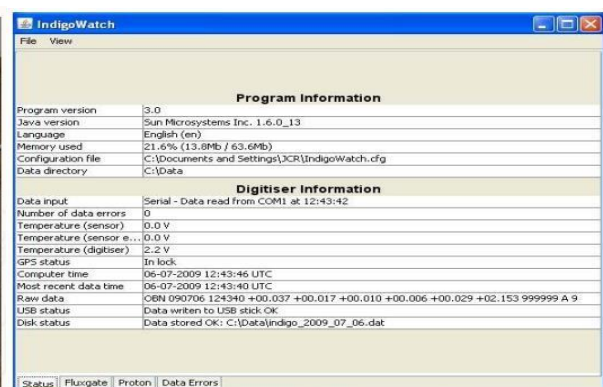 IndigoWatch
File View
Program Information
Program version 3.0
Java version Sun Microsystems Inc. 1.6.0_13
Language English (en)
Memory used 21.6% (13.8Mb / 63.6Mb)
Configuration file C:\Documents and Settings\JCR\IndigoWatch.cfg
Data directory C:\Data
Digitiser Information
Data input Serial - Data read from COM1 at 12:43:42
Number of data errors 0
Temperature (sensor) 0.0 V
Temperature (sensor e... 0.0 V
Temperature (digitiser) 2.2 V
GPS status In lock
Computer time 06-07-2009 12:43:46 UTC
Most recent data time 06-07-2009 12:43:40 UTC
Raw data OBN 090706 124340 +00.037 +00.017 +00.010 +00.006 +00.029 +02.153 999999 A 9
USB status Data writen to USB stick OK
Disk status Data stored OK: C:\Data\indigo_2009_07_06.dat
Status Fluxgate Proton Data Errors